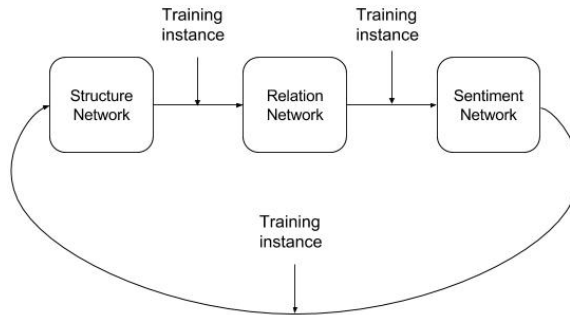 Training
instance
Training
instance
Structure
Network
Relation
Network
Sentiment
Network
Training
instance